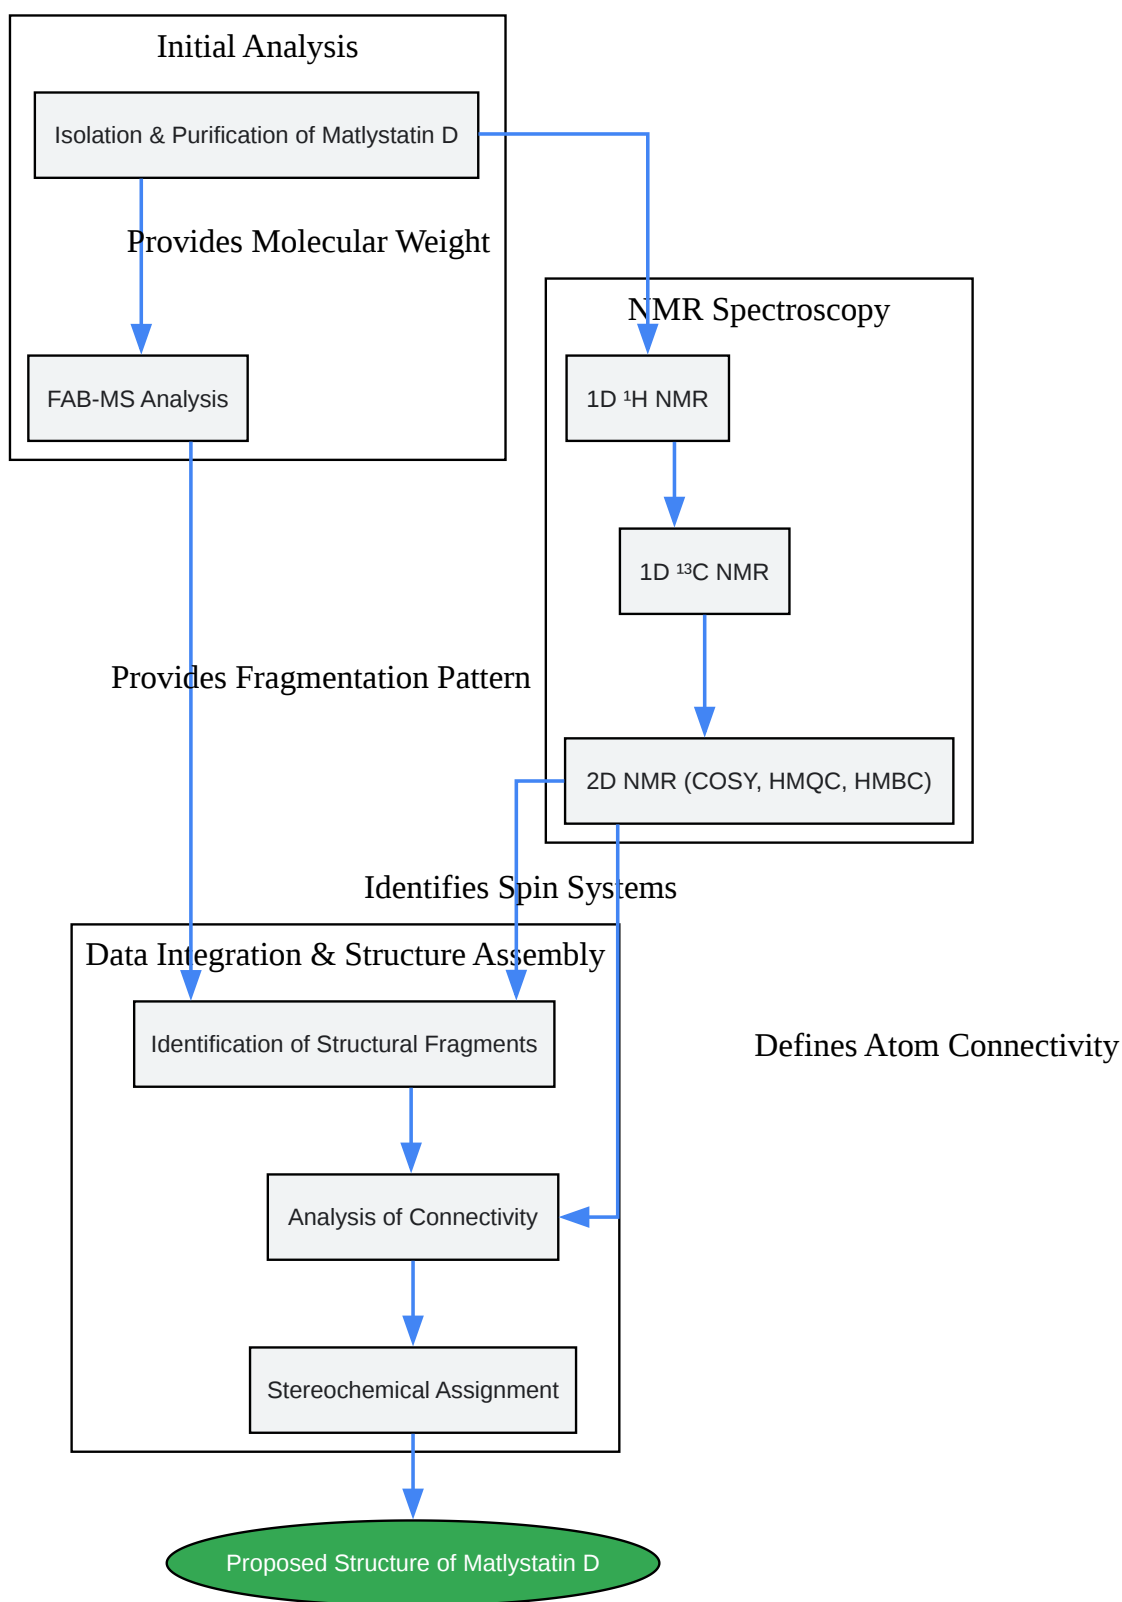 Initial Analysis
Isolation & Purification of Matlystatin D
Provides Molecular Weight
FAB-MS Analysis
NMR Spectroscopy
1D ¹H NMR
1D ¹³C NMR
Provides Fragmentation Pattern
2D NMR (COSY, HMQC, HMBC)
Identifies Spin Systems
Data Integration & Structure Assembly
Identification of Structural Fragments
Defines Atom Connectivity
Analysis of Connectivity
Stereochemical Assignment
Proposed Structure of Matlystatin D